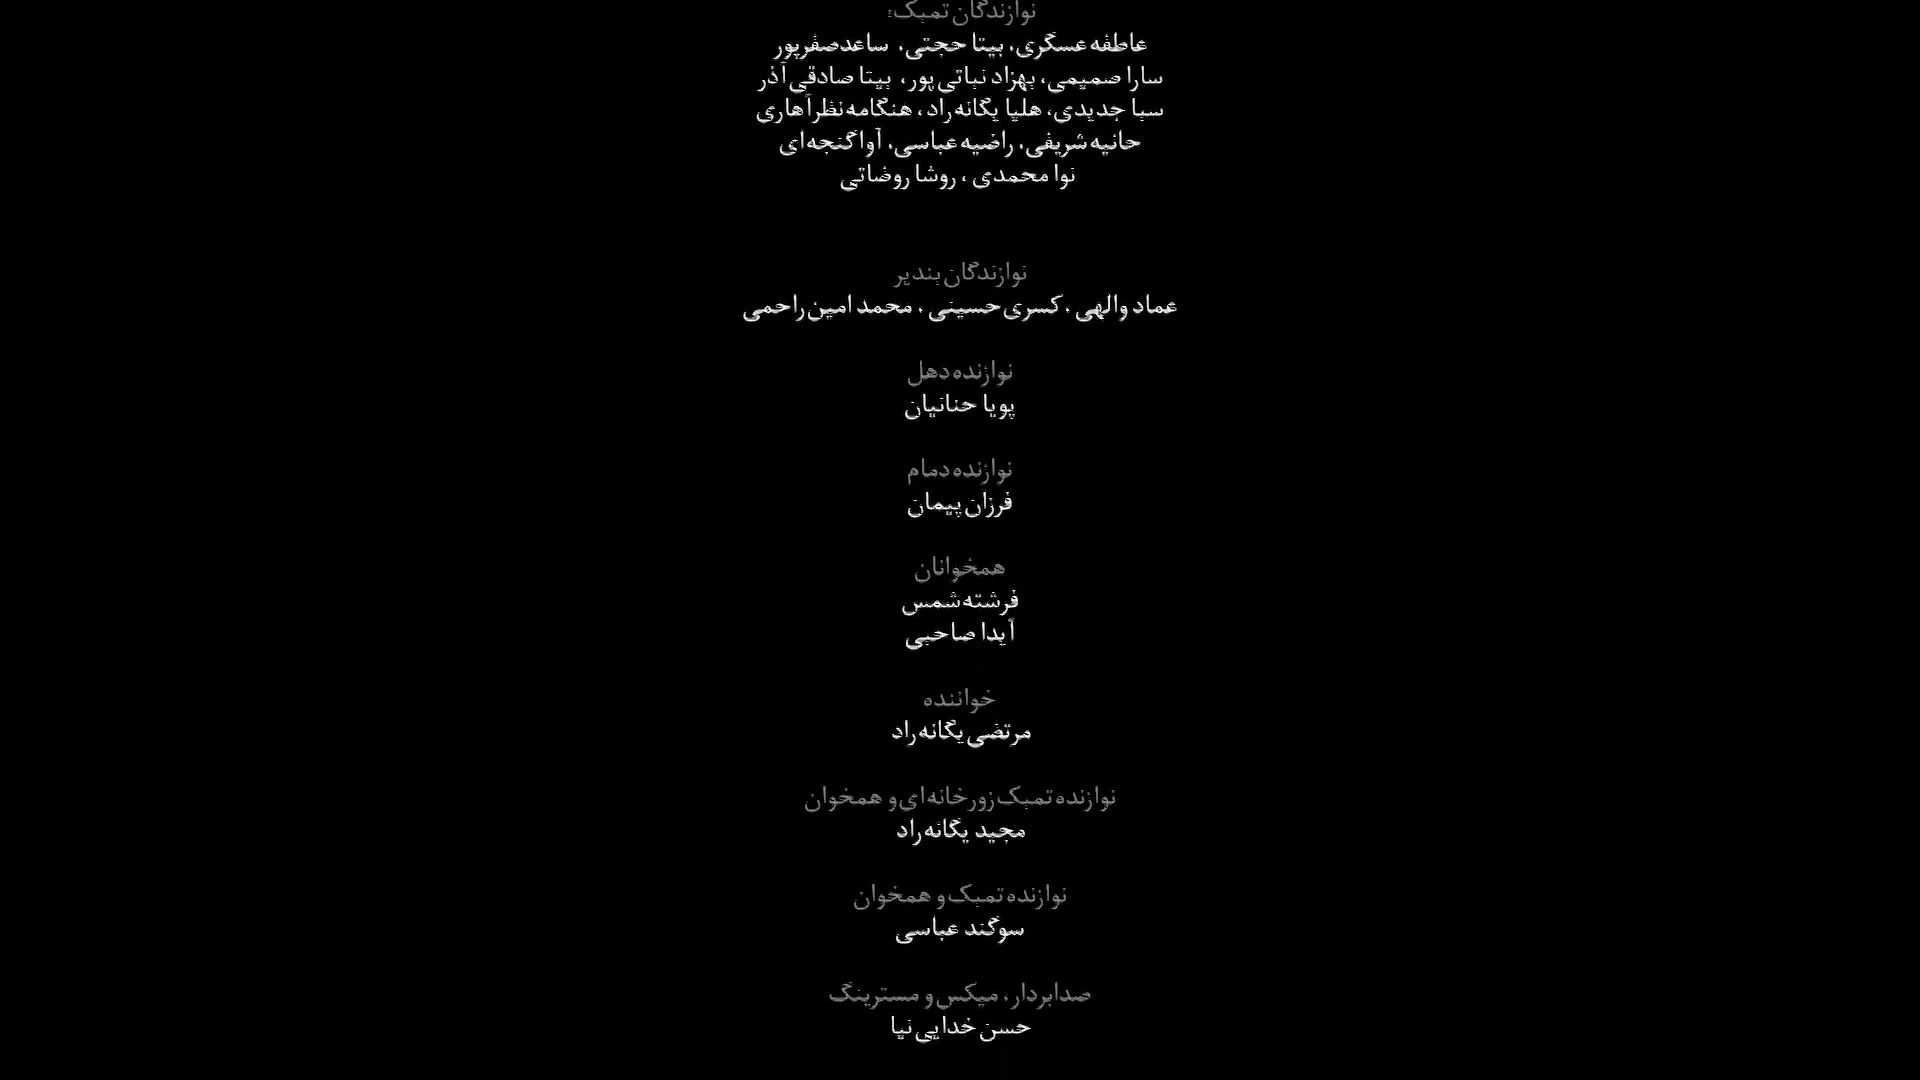 نوازندگان تمبک:
عاطفه عسگری، بیتا حجتی، ساعد صفرپور
سارا صمیمی، بهزاد نباتی پور، بیتا صادقی آذر
سبا جدیدی، هلیا یگانه راد، هنگامه نظرآهاری
حانیه شریفی، راضیه عباسی، آوا گنجه ای
نوا محمدی، روشا روضاتی
نوازندگان بندیر
عماد والهی، کسری حسینی، محمد امین راحمی
نوازنده دهل
پویا حنانیان
نوازنده دمام
فرزان پیمان
همخوانان
فرشته شمس
آیدا صاحبی
خواننده
مرتضی یگانه راد
نوازنده تمبک زورخانه ای و همخوان
مجید یگانه راد
نوازنده تمبک و همخوان
سوگند عباسی
صدابردار، میکس و مسترینگ
حسن خدایی نیا